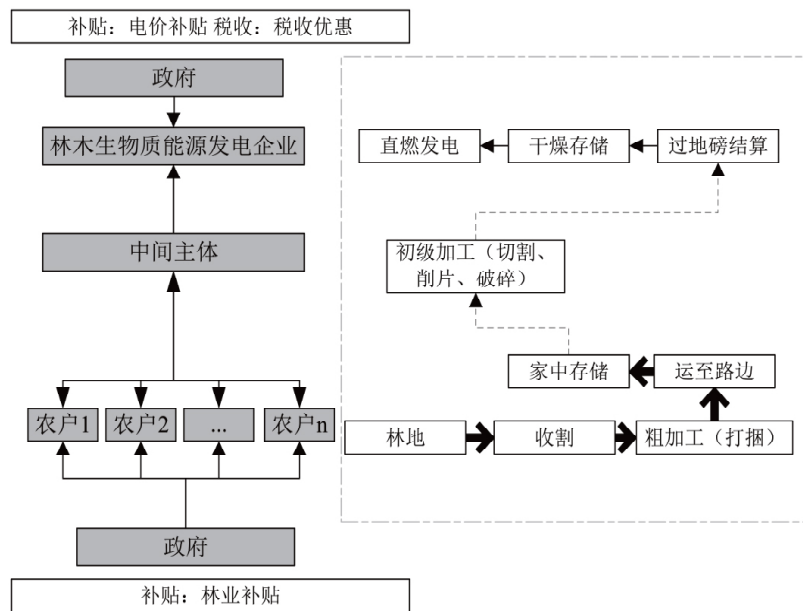 补贴：电价补贴 税收：税收优惠
政府
林木生物质能源发电企业
中间主体
农户1
农户2
...
农户n
政府
补贴：林业补贴
直燃发电
干燥存储
过地磅结算
初级加工（切割、
削片、破碎）
家中存储
运至路边
林地
收割
粗加工（打捆）